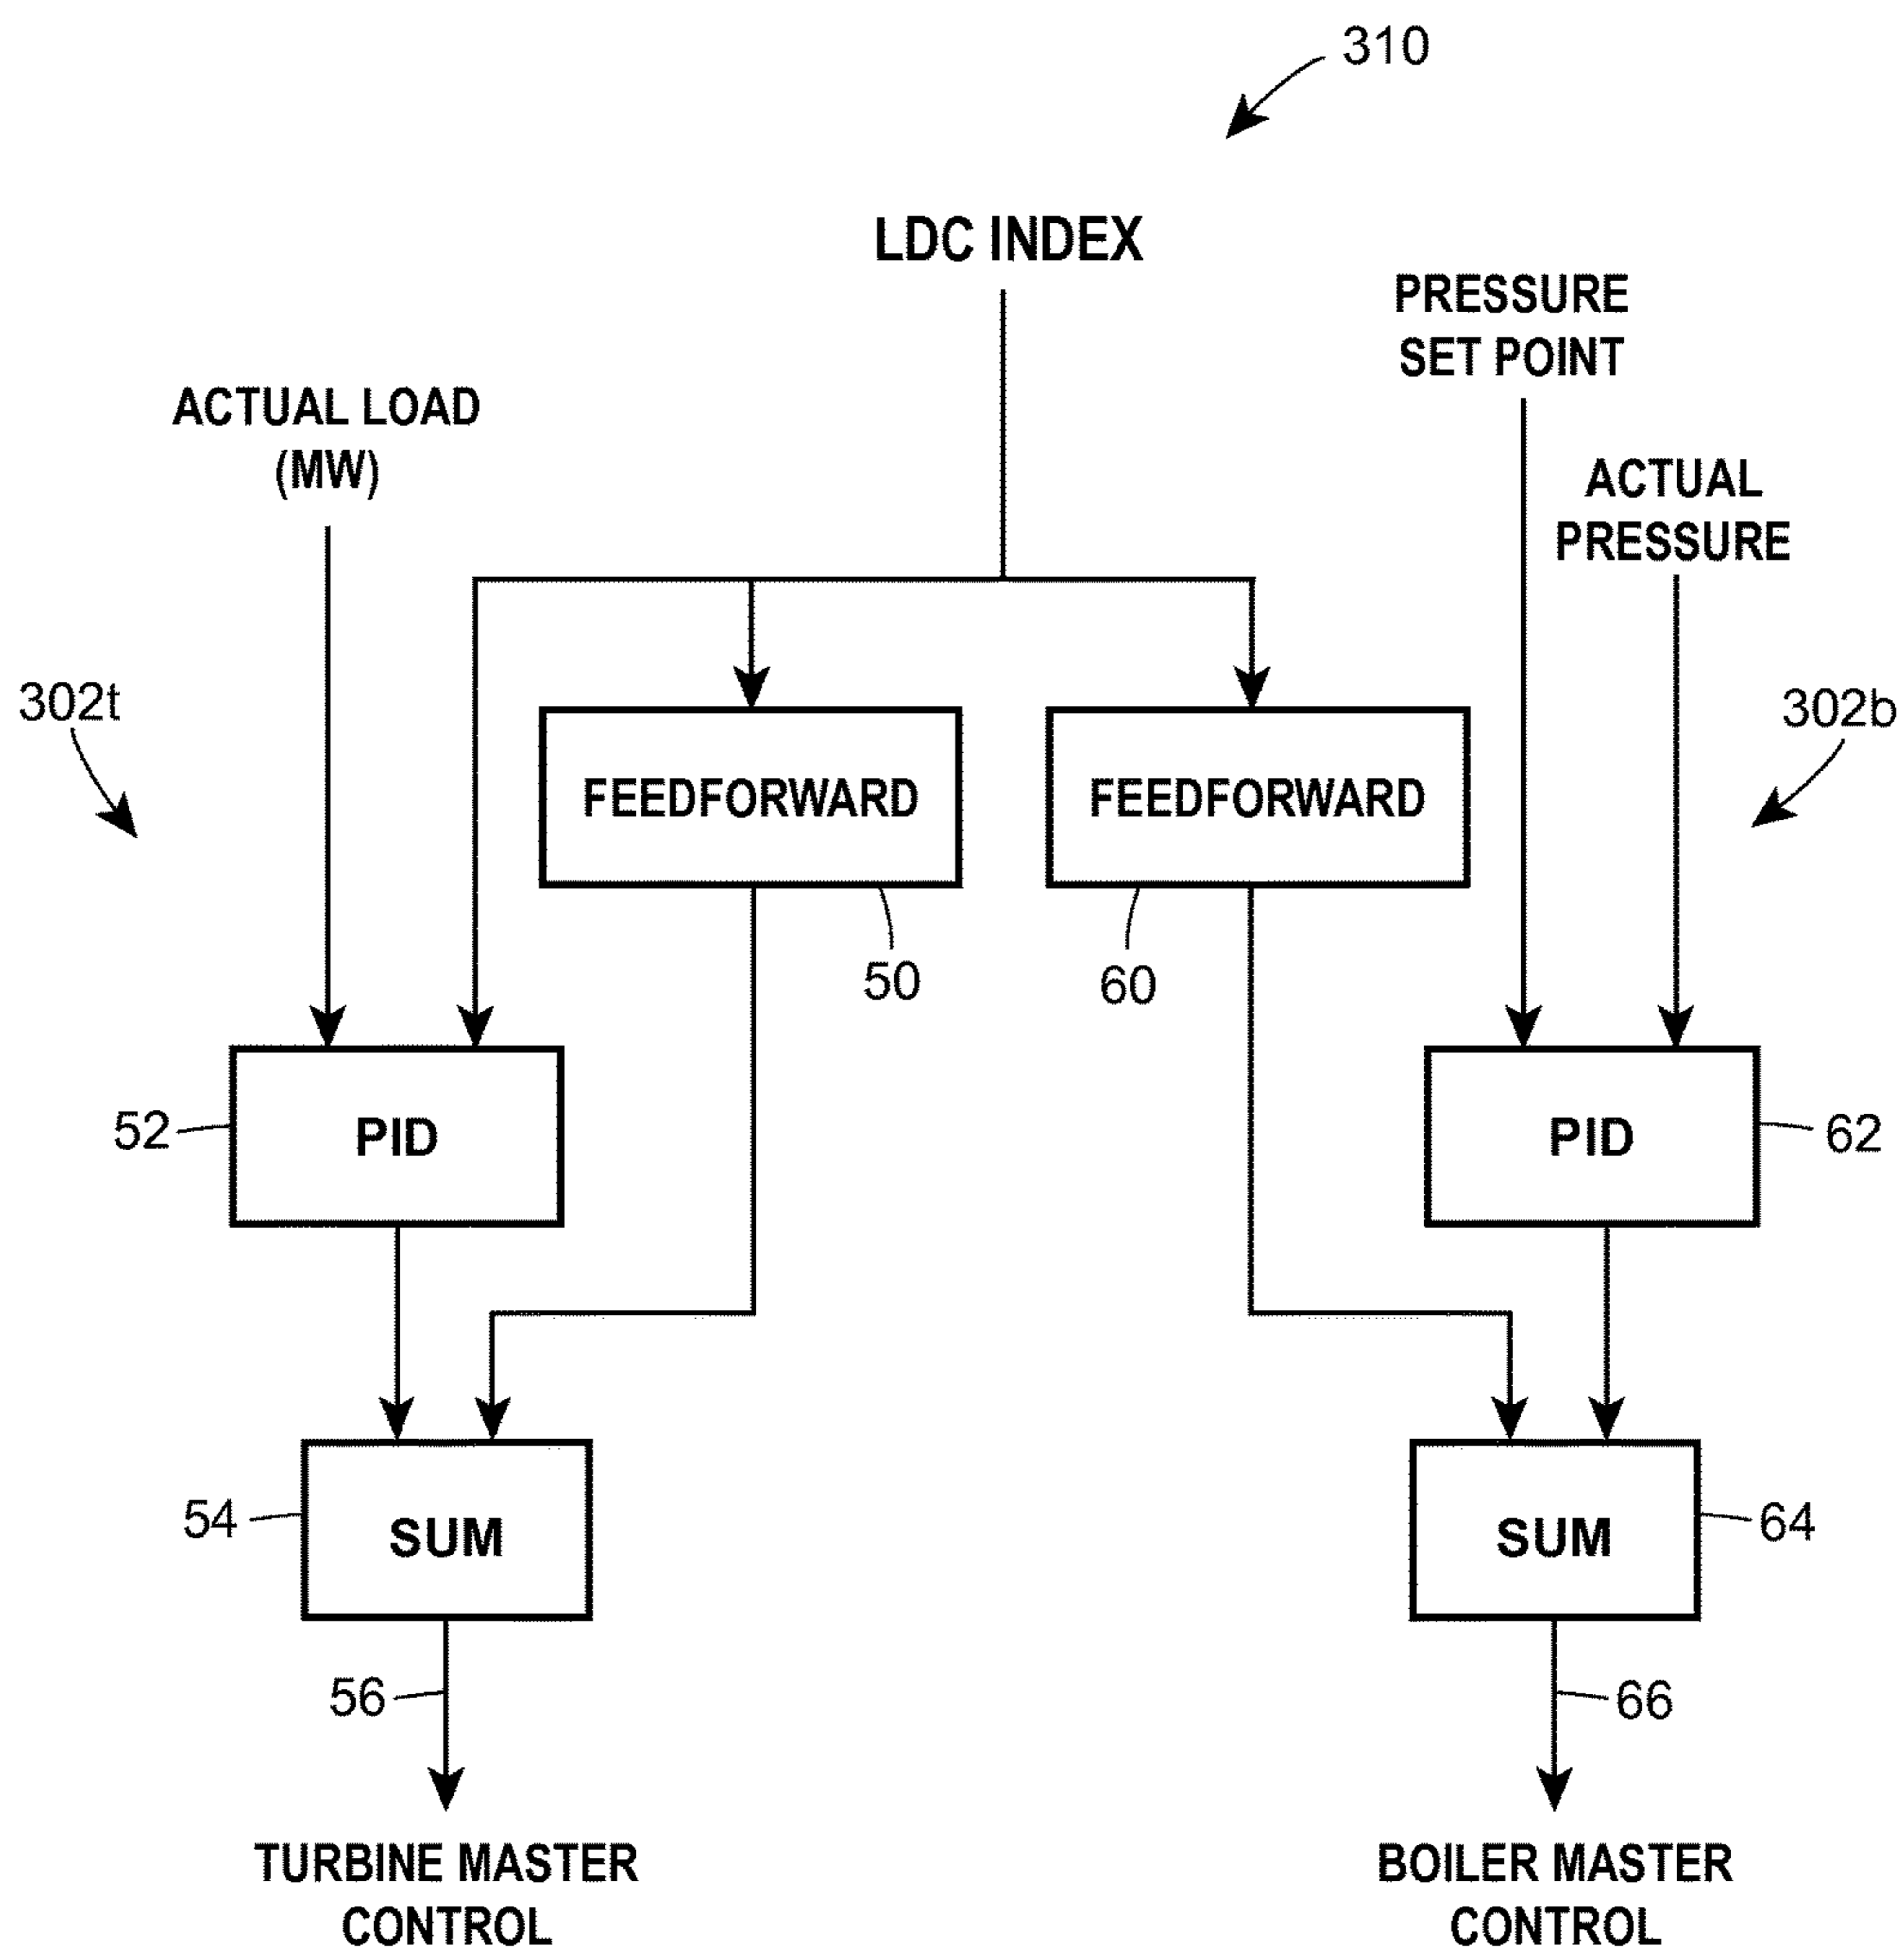 310
LDC INDEX
PRESSURE
SET POINT
ACTUAL LOAD
(MW)
ACTUAL
PRESSURE
302t
302b
FEEDFORWARD
FEEDFORWARD
50
60
52
PID
PID
62
54
SUM
SUM
64
56
66
TURBINE MASTER
CONTROL
BOILER MASTER
CONTROL